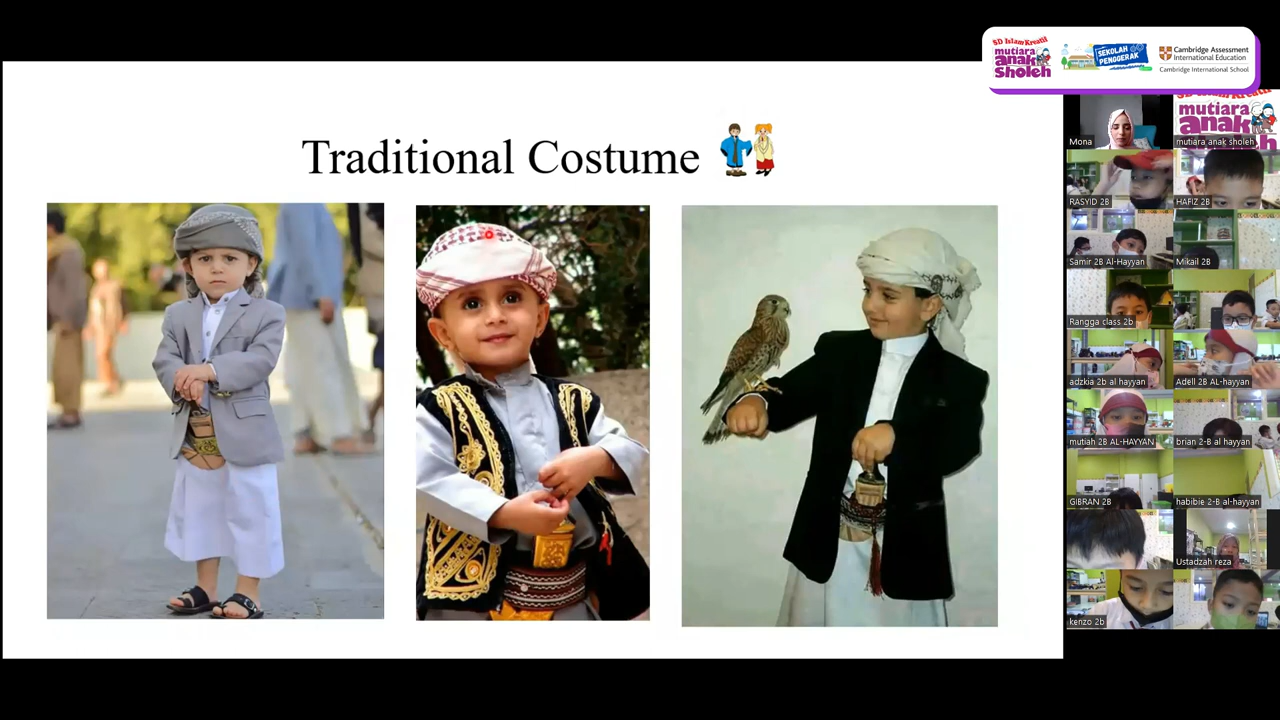 SD Islam Kreatif
mutiara
anak
Sholeh
SEKOLAH
PENGGERAK
Cambridge Assessment
International Education
Cambridge International School
Traditional Costume
Mona
mutiara
anak
mutiara anak sholeh
RASYID 2B
HAFIZ 2B
Samir 2B Al-Hayyan
Mikail 2B
Rangga class 2b
adzkia 2b al hayyan
Adell 2B AL-hayyan
mutiah 2B AL-HAYYAN
brian 2-B al hayyan
GIBRAN 2B
habibie 2-B al-hayyan
Ustadzah reza
kenzo 2b